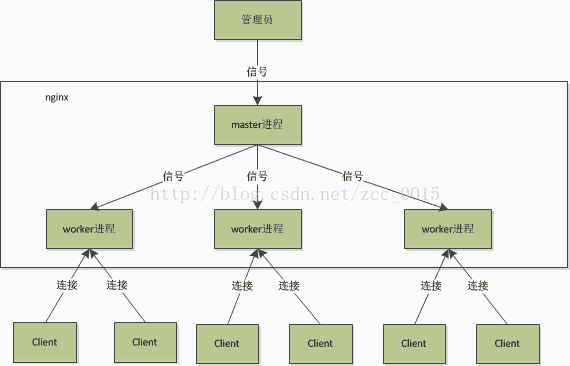 管理员
信号
nginx
master进程
信号 信号 信号
http://blog.csdn.net/zcc_0015
worker进程 worker进程 worker进程
连接 连接 连接 连接 连接 连接
Client Client Client Client Client Client